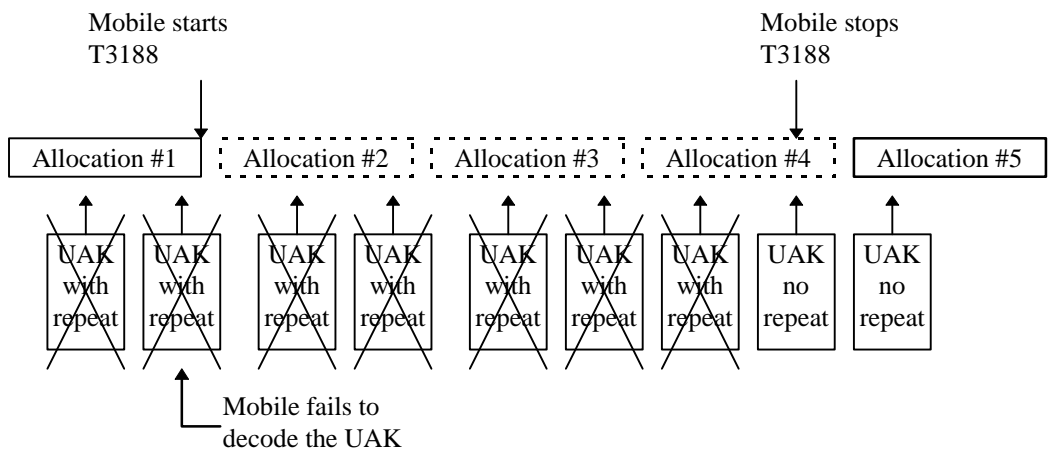 Mobile starts
T3188
Mobile stops
T3188
Allocation #1
Allocation #2
Allocation #3
Allocation #4
Allocation #5
UAK
with
repeat
UAK
with
repeat
UAK
with
repeat
UAK
with
repeat
UAK
with
repeat
UAK
with
repeat
UAK
with
repeat
UAK
no
repeat
UAK
no
repeat
Mobile fails to
decode the UAK